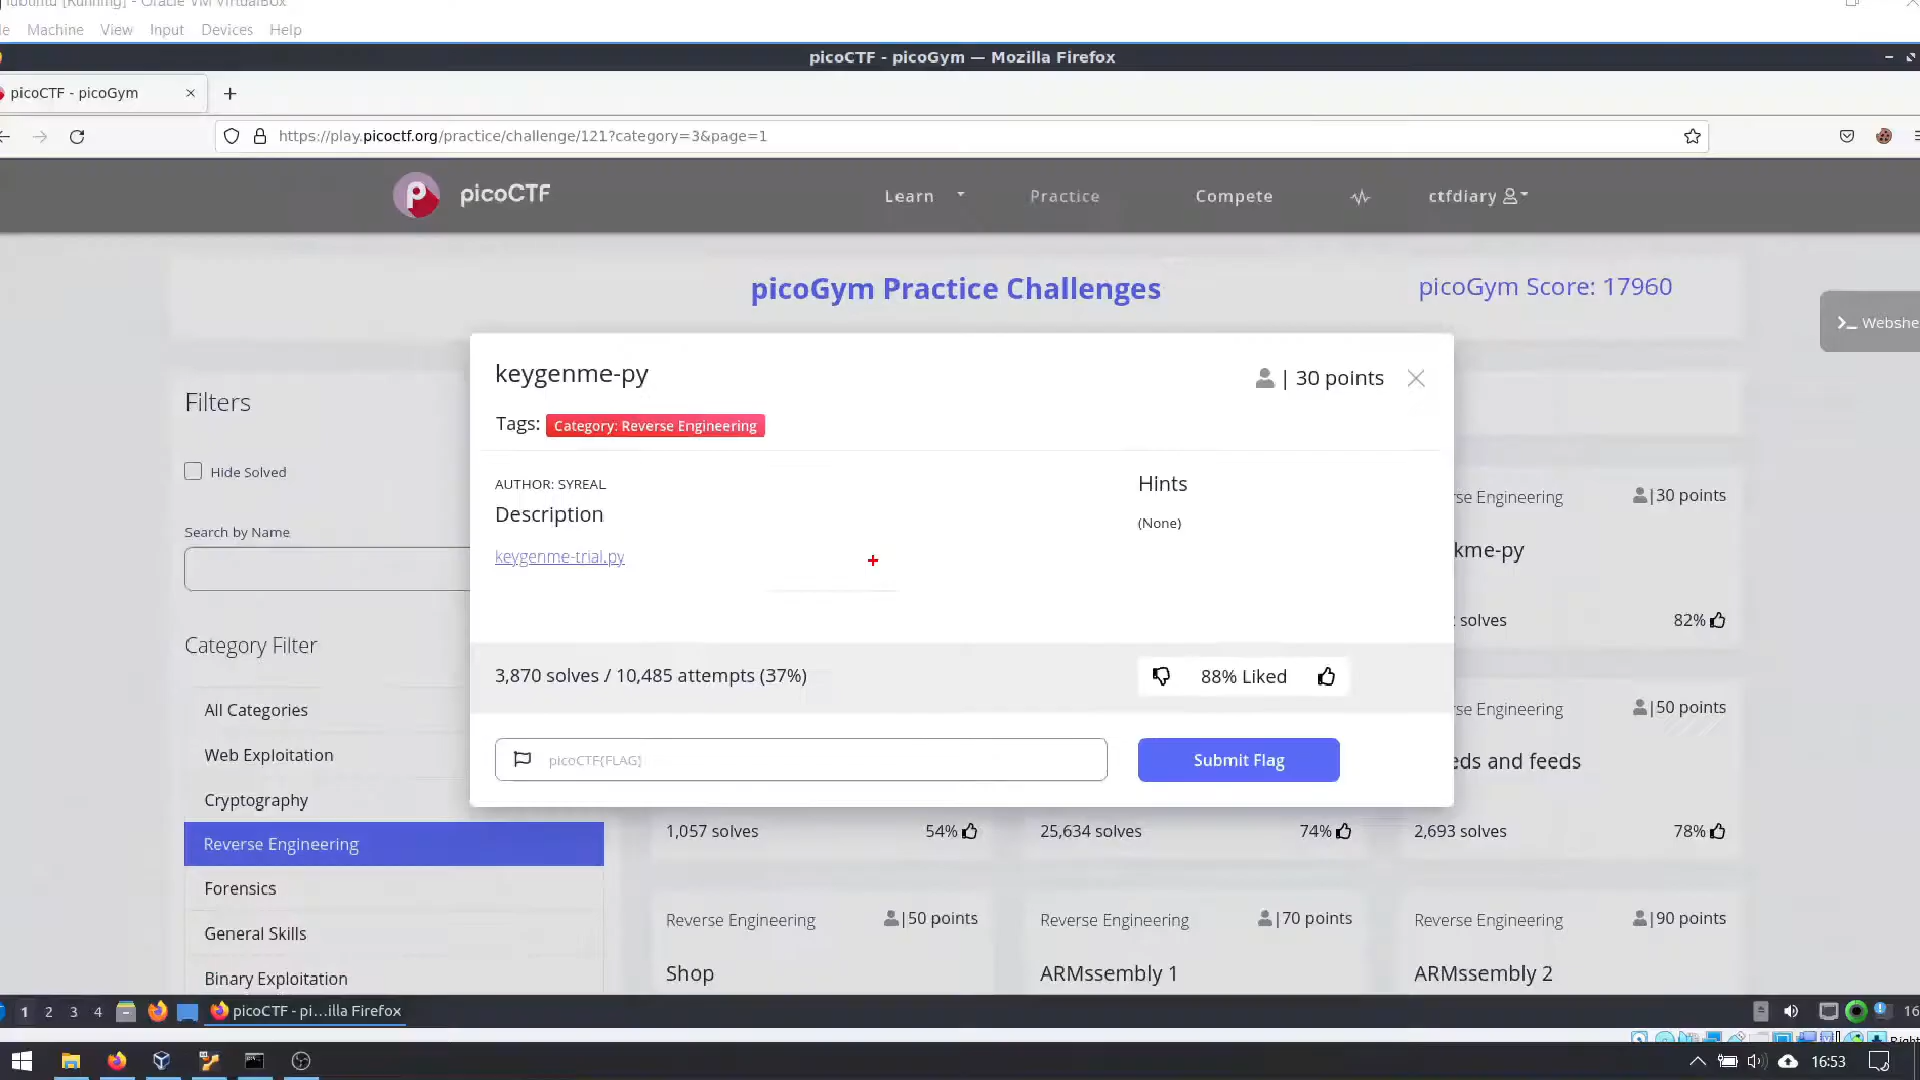 Machine View Input Devices Help
picoCTF - picoGym — Mozilla Firefox
picoCTF - picoGym
https://play.picoctf.org/practice/challenge/121?category=3&page=1
picoCTF
Learn
Practice
Compete
ctfdiary
picoGym Practice Challenges
picoGym Score: 17960
keygenme-py
| 30 points
Tags: Category: Reverse Engineering
AUTHOR: SYREAL
Description
keygenme-trial.py
Hints
(None)
3,870 solves / 10,485 attempts (37%)
88% Liked
picoCTF{FLAG}
Submit Flag
Filters
Hide Solved
Search by Name
Category Filter
All Categories
Web Exploitation
Cryptography
Reverse Engineering
Forensics
General Skills
Binary Exploitation
Engineering
|30 points
solves
82%
Engineering
|50 points
and feeds
1,057 solves
54%
25,634 solves
74%
2,693 solves
78%
Reverse Engineering
|50 points
Shop
Reverse Engineering
|70 points
ARMssembly 1
Reverse Engineering
|90 points
ARMssembly 2
1 2 3 4
picoCTF - pi...illa Firefox
16:53